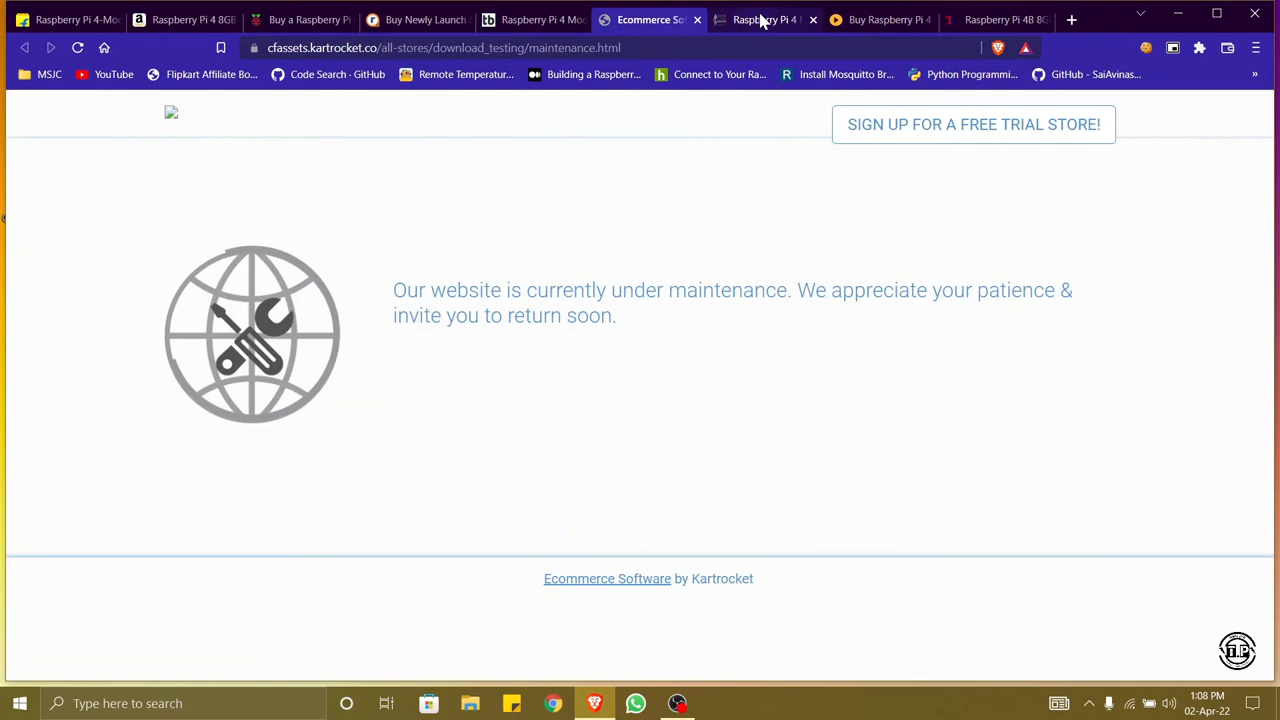 Raspberry Pi 4-Mod
Raspberry Pi 4 8GB
Buy a Raspberry Pi
Buy Newly Launch
Raspberry Pi 4 Mod
Ecommerce So
Raspberry Pi 4
Buy Raspberry Pi 4
Raspberry Pi 4B 8G
cfassets.kartrocket.co/all-stores/download_testing/maintenance.html
MSJC
YouTube
Flipkart Affiliate Bo...
Code Search · GitHub
Remote Temperatur...
Building a Raspberr...
Connect to Your Ra...
Install Mosquitto Br...
Python Programmi...
GitHub - SaiAvinas...
SIGN UP FOR A FREE TRIAL STORE!
Our website is currently under maintenance. We appreciate your patience &
invite you to return soon.
Ecommerce Software by Kartrocket
Type here to search
1:08 PM
02-Apr-22